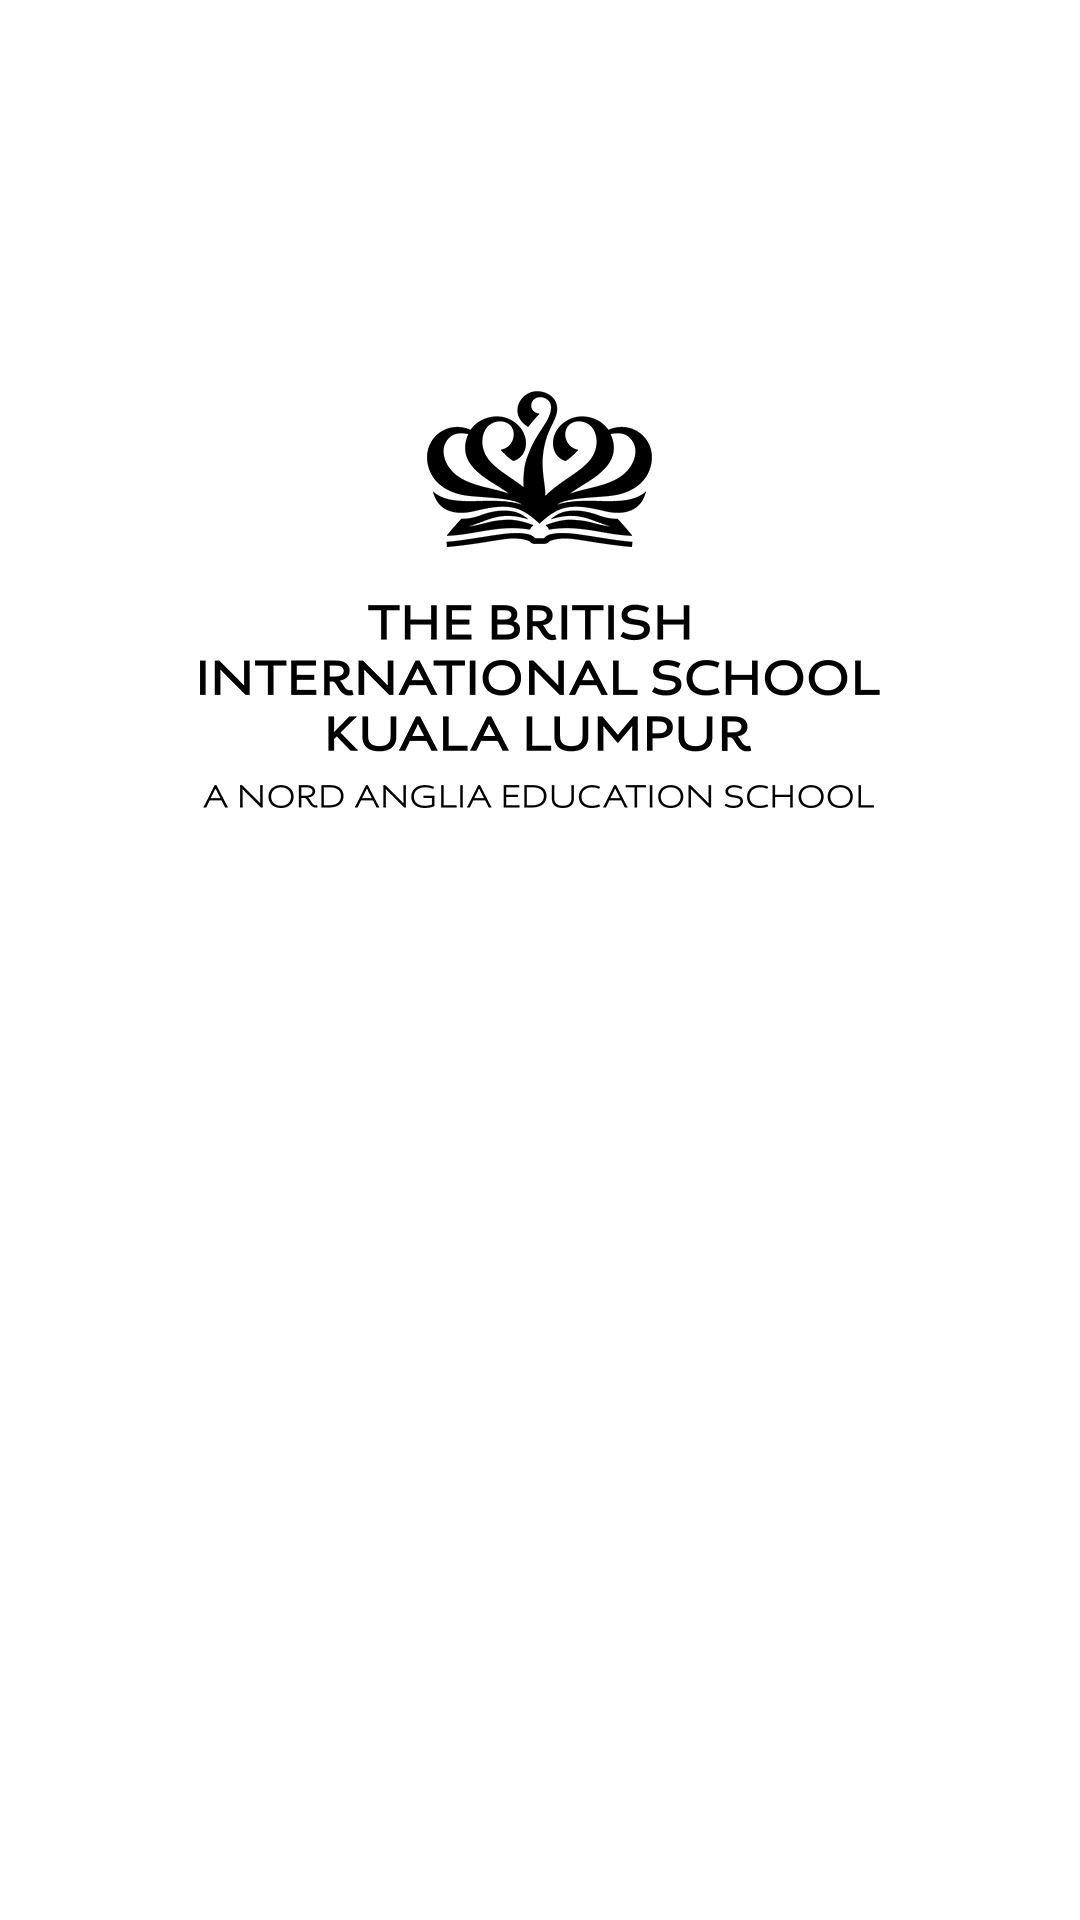 THE BRITISH
INTERNATIONAL SCHOOL
KUALA LUMPUR
A NORD ANGLIA EDUCATION SCHOOL